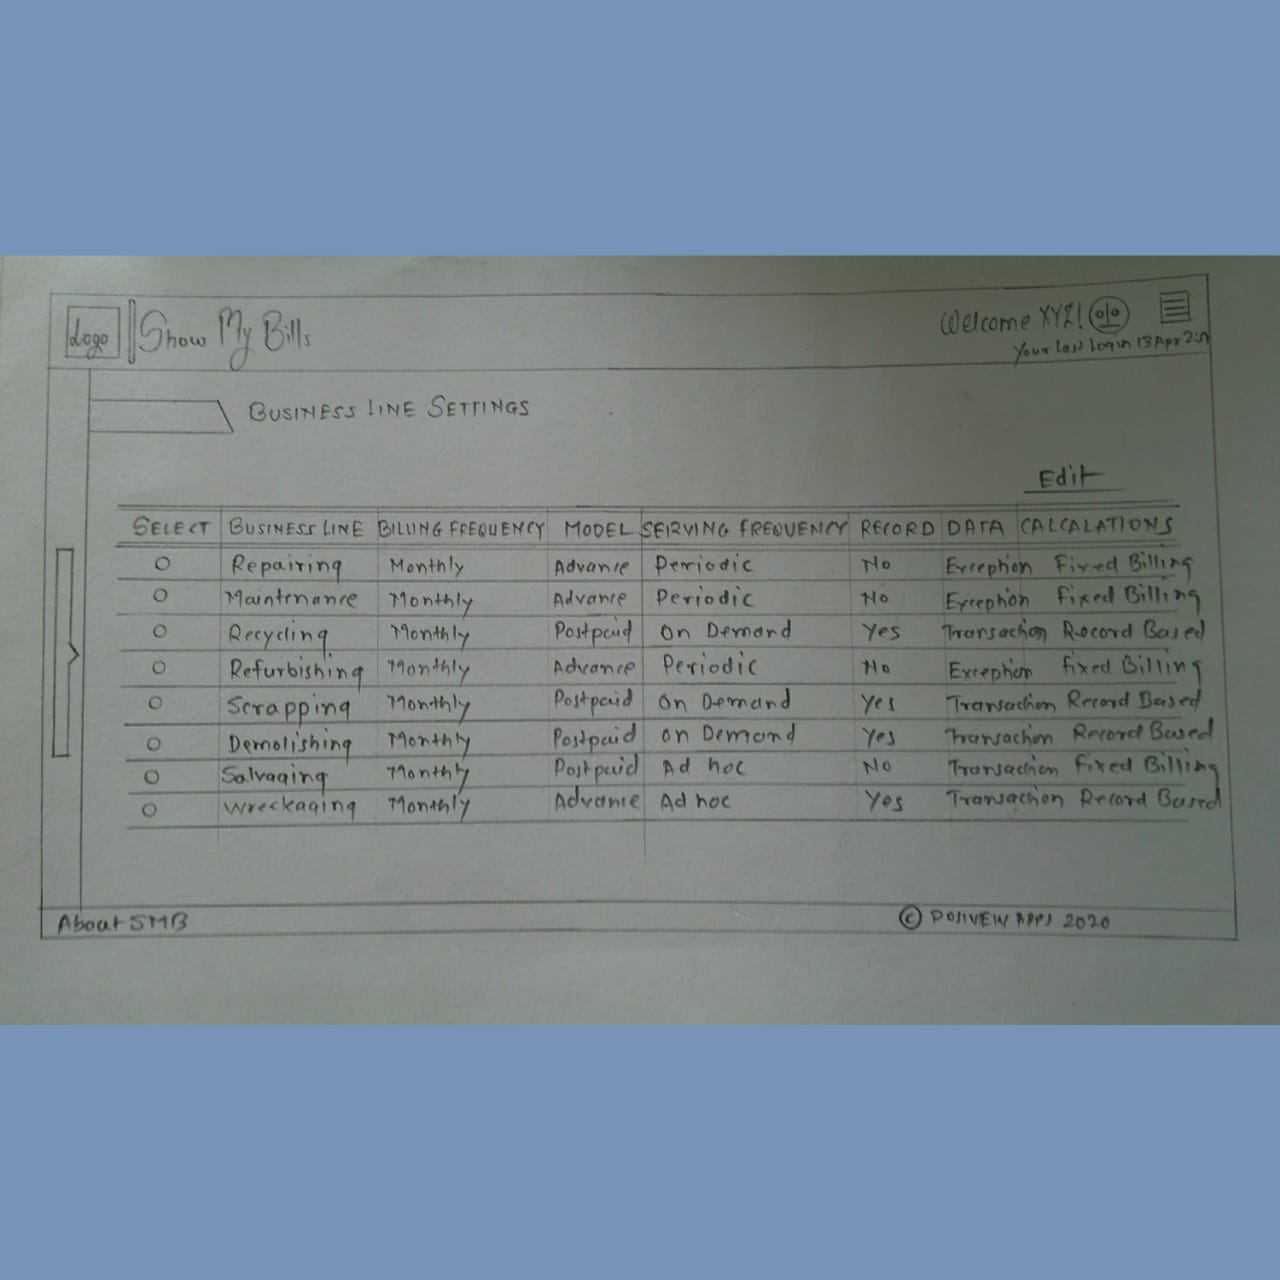 Logo Show My Bills Welcome XYZ!
Your Last Login 13 Apr
BUSINESS LINE SETTINGS
Edit
SELECT BUSINESS LINE BILLING FREQUENCY MODEL SEIRVING FREQUENCY RECORD DATA CALCALATIONS
Repairing Monthly Advance Periodic No Exception Fixed Billing
Maintenance Monthly Advance Periodic No Exception Fixed Billing
Recycling Monthly Postpaid On Demand Yes Transaction Record Based
Refurbishing Monthly Advance Periodic No Exception Fixed Billing
Scrapping Monthly Postpaid On Demand Yes Transaction Record Based
Demolishing Monthly Postpaid On Demand Yes Transaction Record Based
Salvaging Monthly Postpaid Ad hoc No Transaction Fixed Billing
Wreckaging Monthly Advance Ad hoc Yes Transaction Record Based
About SMB © POSIVIEW APPS 2020